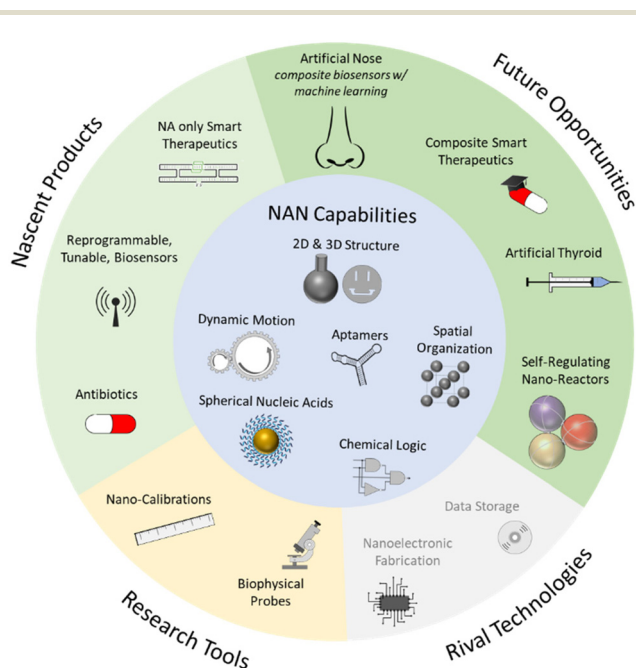 Nascent Products
Future Opportunities
Artificial Nose
composite biosensors w/
machine learning
NA only Smart
Therapeutics
Composite Smart
Therapeutics
NAN Capabilities
2D & 3D Structure
Reprogrammable,
Tunable, Biosensors
Artificial Thyroid
Dynamic Motion
Aptamers
Spatial
Organization
Self-Regulating
Nano-Reactors
Antibiotics
Spherical Nucleic Acids
Chemical Logic
Nano-Calibrations
Data Storage
Nanoelectronic
Fabrication
Biophysical
Probes
Research Tools
Rival Technologies